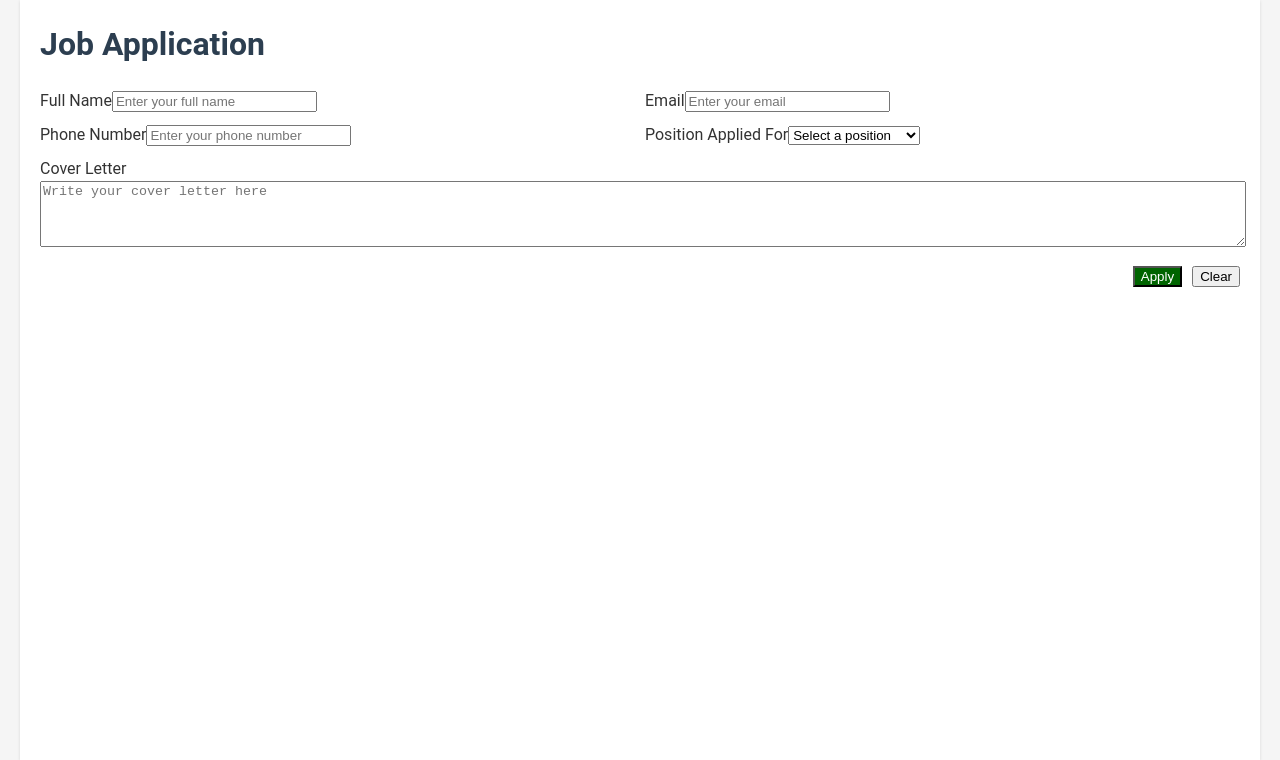 Job Application
Full Name Enter your full name Email Enter your email
Phone Number Enter your phone number Position Applied For Select a position
Cover Letter
Write your cover letter here
Apply Clear